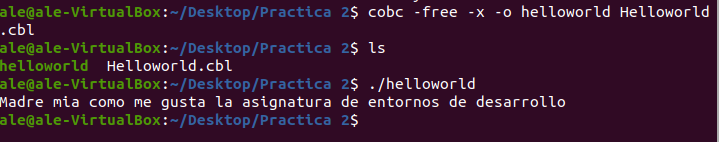 ale@ale-VirtualBox:~/Desktop/Practica 2$ cobc -free -x -o helloworld Helloworld
.cbl
ale@ale-VirtualBox:~/Desktop/Practica 2$ ls
helloworld  Helloworld.cbl
ale@ale-VirtualBox:~/Desktop/Practica 2$ ./helloworld
Madre mia como me gusta la asignatura de entornos de desarrollo
ale@ale-VirtualBox:~/Desktop/Practica 2$